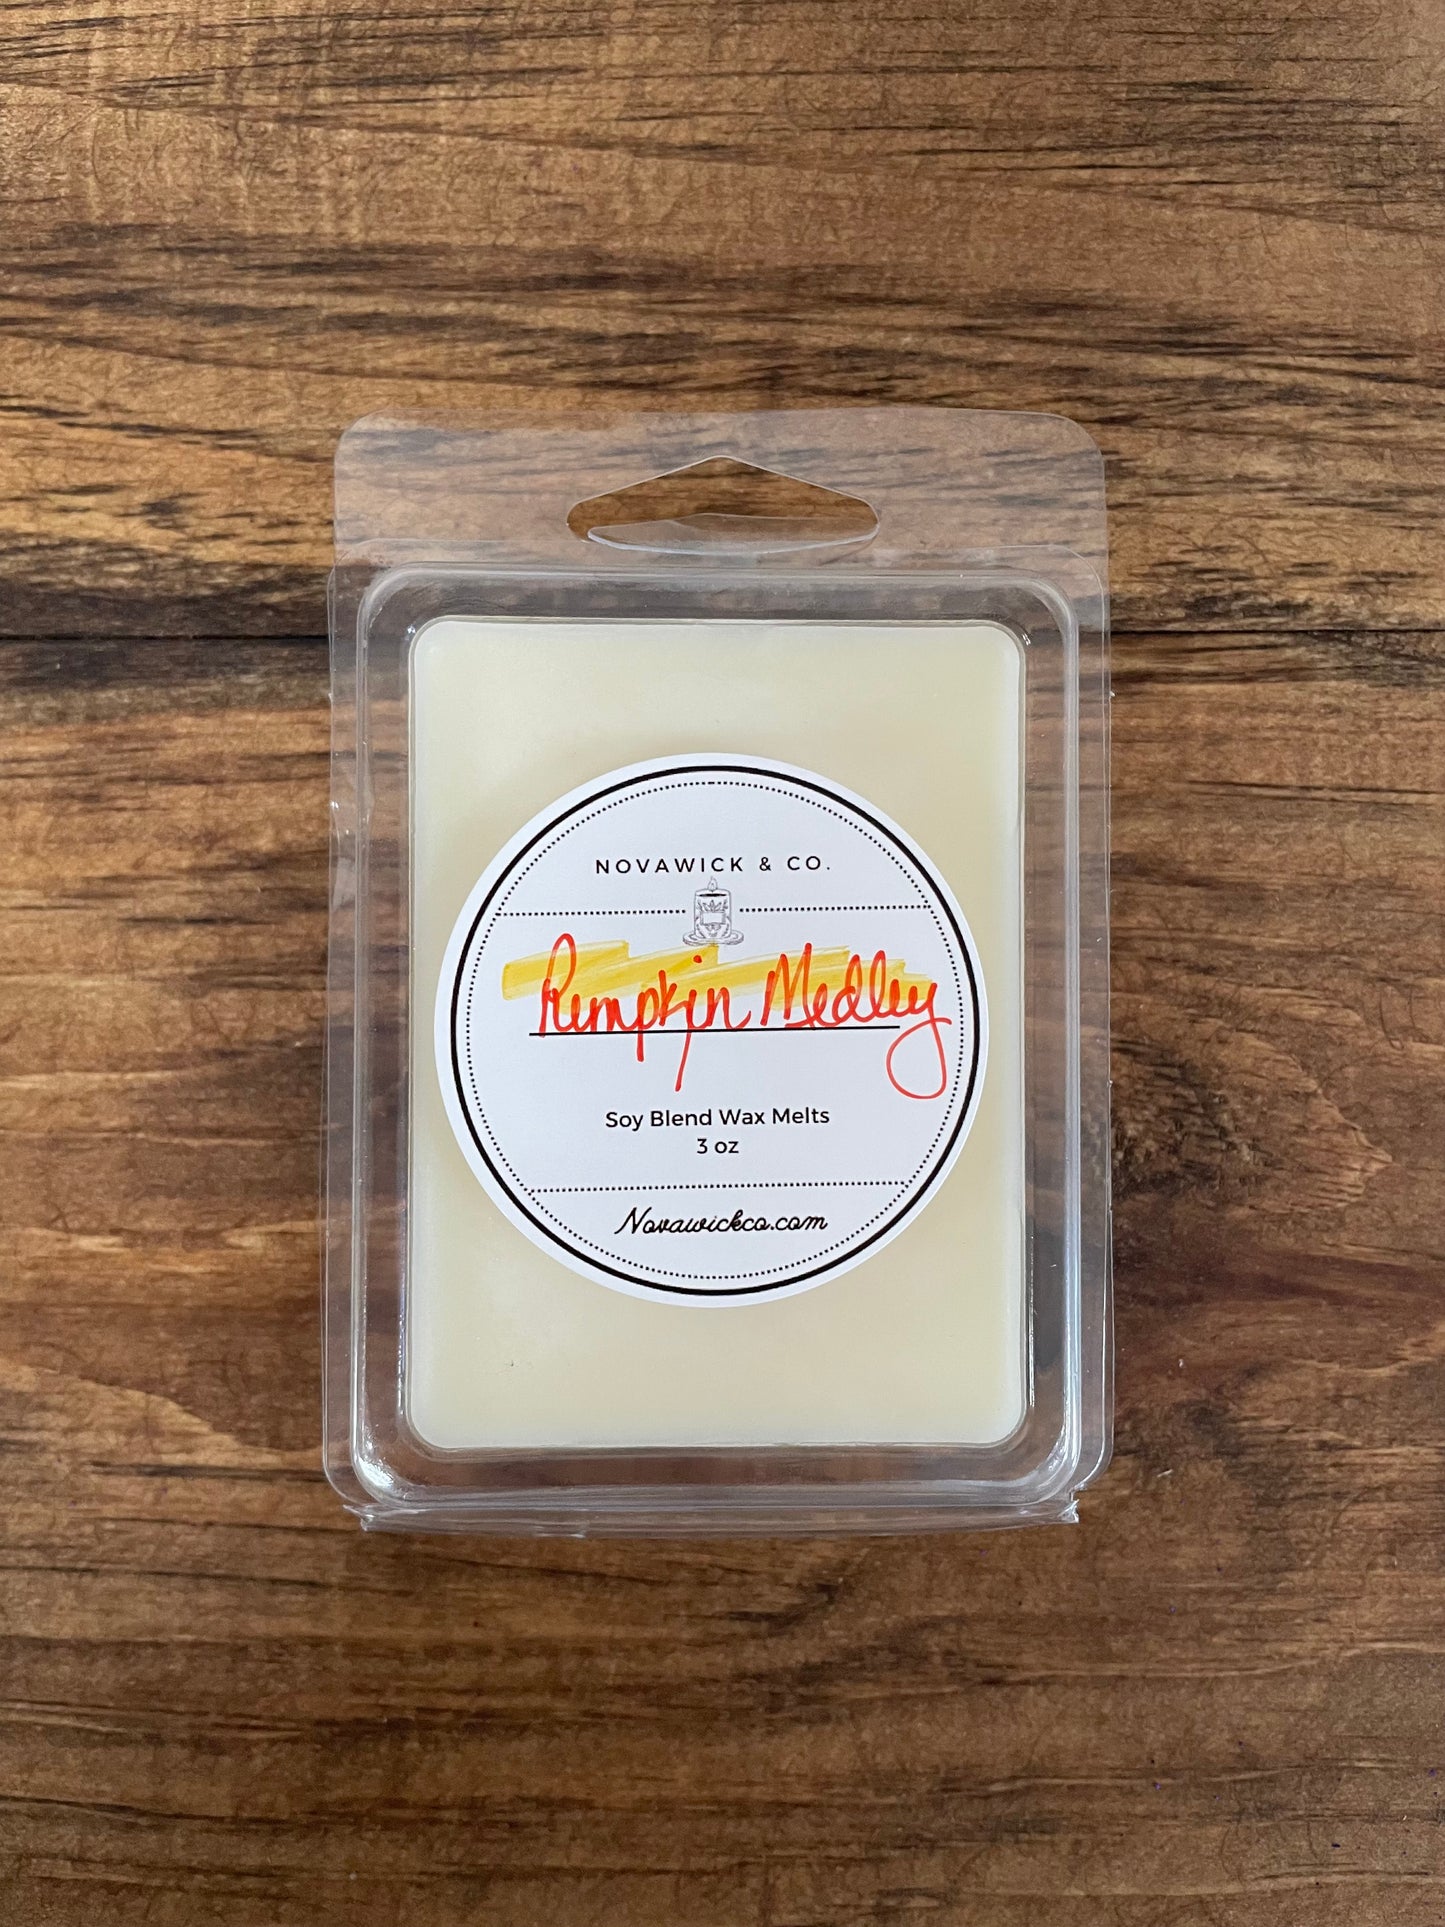 NOVAWICK & CO.
Pumpkin Medley
Soy Blend Wax Melts
3 oz
Novawickco.com